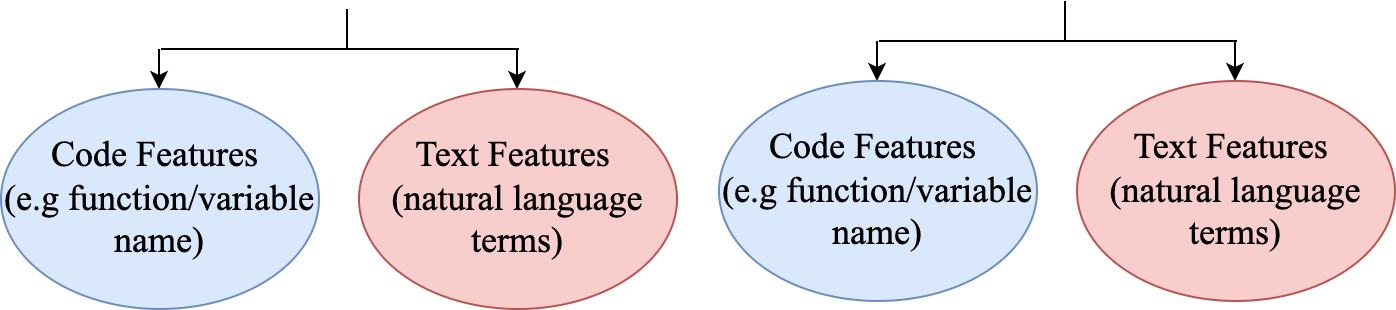 Code Features
(e.g function/variable
name)
Text Features
(natural language
terms)
Code Features
(e.g function/variable
name)
Text Features
(natural language
terms)